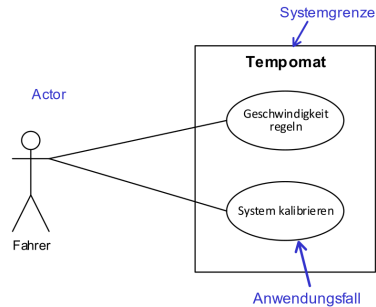 Systemgrenze
Tempomat
Actor
Geschwindigkeit
regeln
System kalibrieren
Fahrer
Anwendungsfall